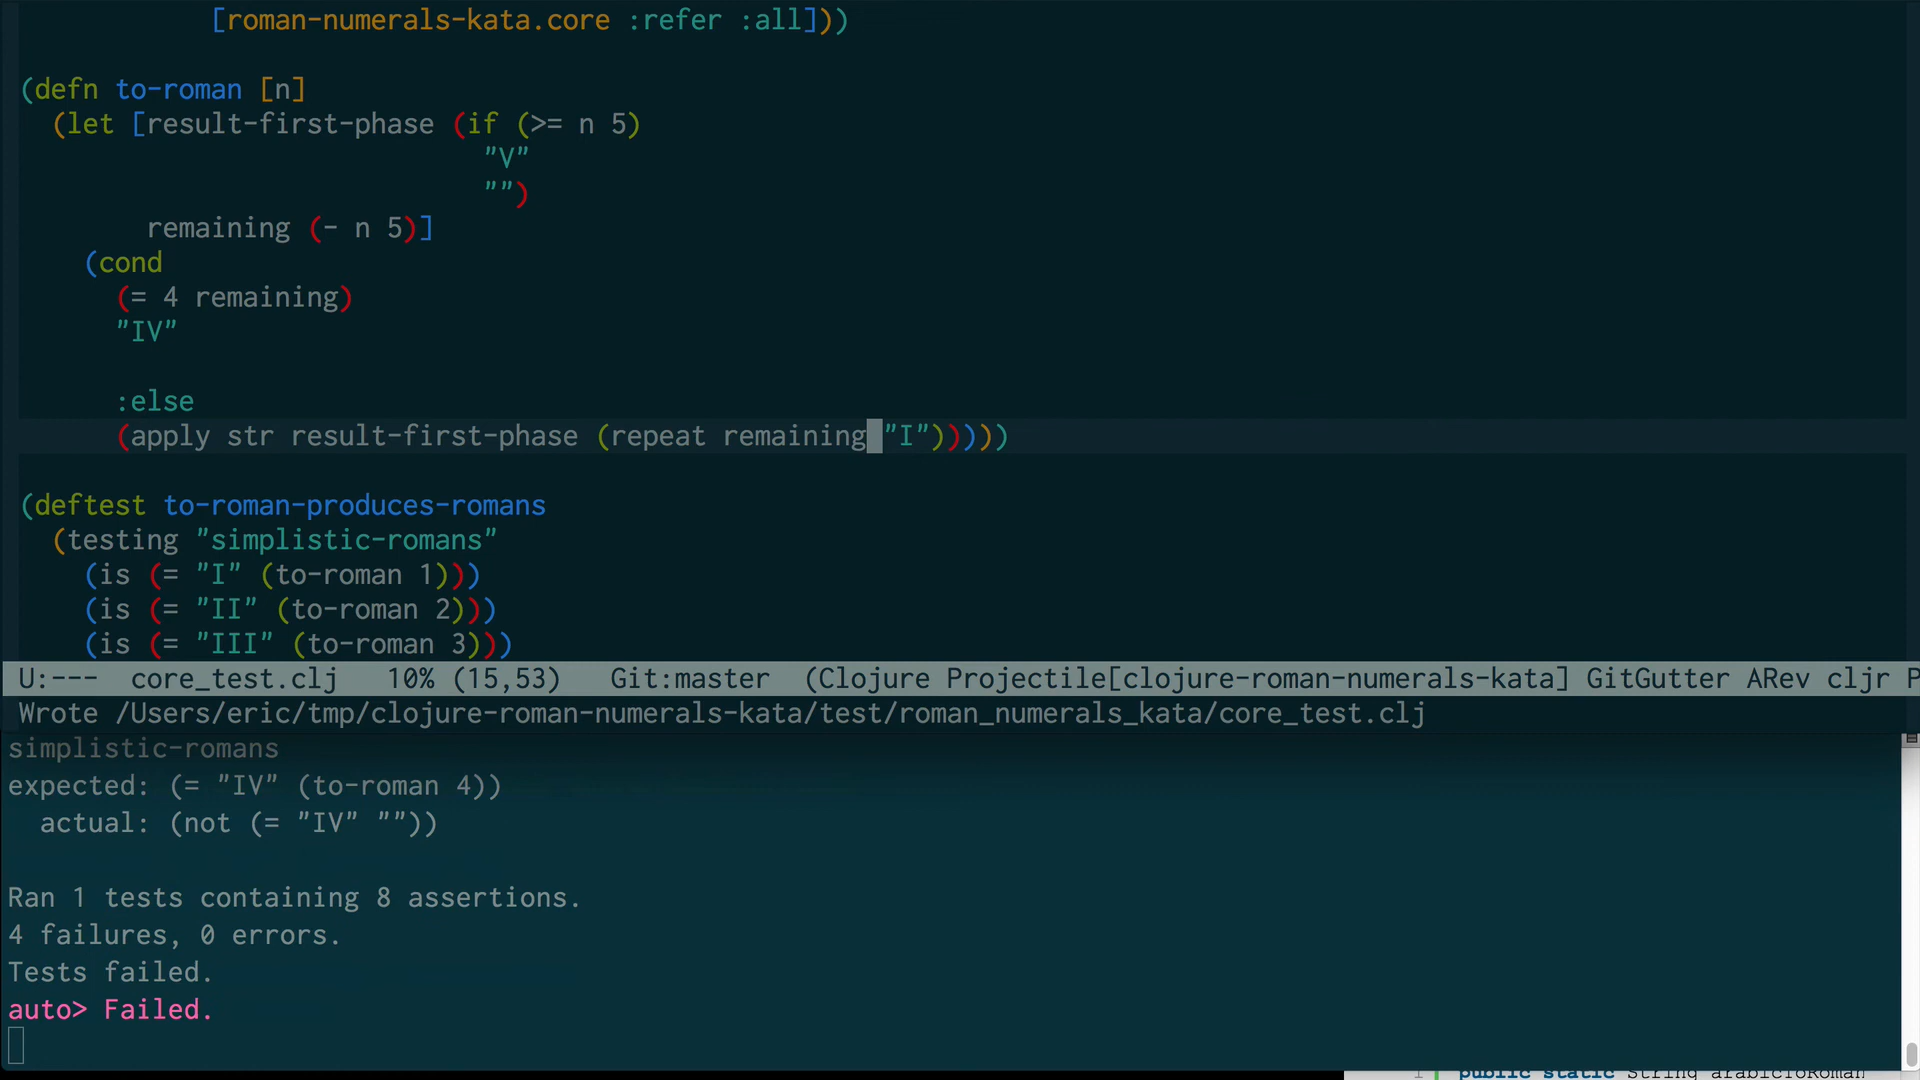 [roman-numerals-kata.core :refer :all]))
(defn to-roman [n]
(let [result-first-phase (if (>= n 5)
"V"
"")
remaining (- n 5)]
(cond
(= 4 remaining)
"IV"
:else
(apply str result-first-phase (repeat remaining "I")))))
(deftest to-roman-produces-romans
(testing "simplistic-romans"
(is (= "I" (to-roman 1)))
(is (= "II" (to-roman 2)))
(is (= "III" (to-roman 3)))
U:--- core_test.clj 10% (15,53) Git:master (Clojure Projectile[clojure-roman-numerals-kata] GitGutter ARev cljr P
Wrote /Users/eric/tmp/clojure-roman-numerals-kata/test/roman_numerals_kata/core_test.clj
simplistic-romans
expected: (= "IV" (to-roman 4))
actual: (not (= "IV" ""))
Ran 1 tests containing 8 assertions.
4 failures, 0 errors.
Tests failed.
auto> Failed.
1 public static String arabicToRoman